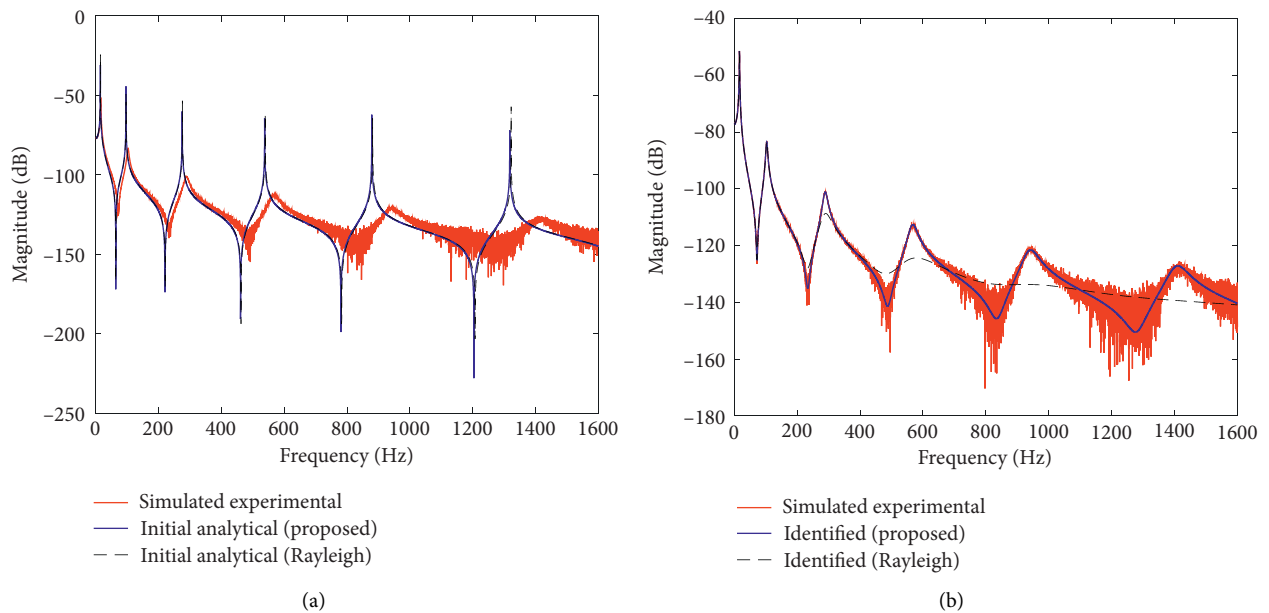 0
−50
−100
−150
−200
−250
Magnitude (dB)
0 200 400 600 800 1000 1200 1400 1600
Frequency (Hz)
Simulated experimental
Initial analytical (proposed)
Initial analytical (Rayleigh)
(a)
−40
−60
−80
−100
−120
−140
−160
−180
Magnitude (dB)
0 200 400 600 800 1000 1200 1400 1600
Frequency (Hz)
Simulated experimental
Identified (proposed)
Identified (Rayleigh)
(b)